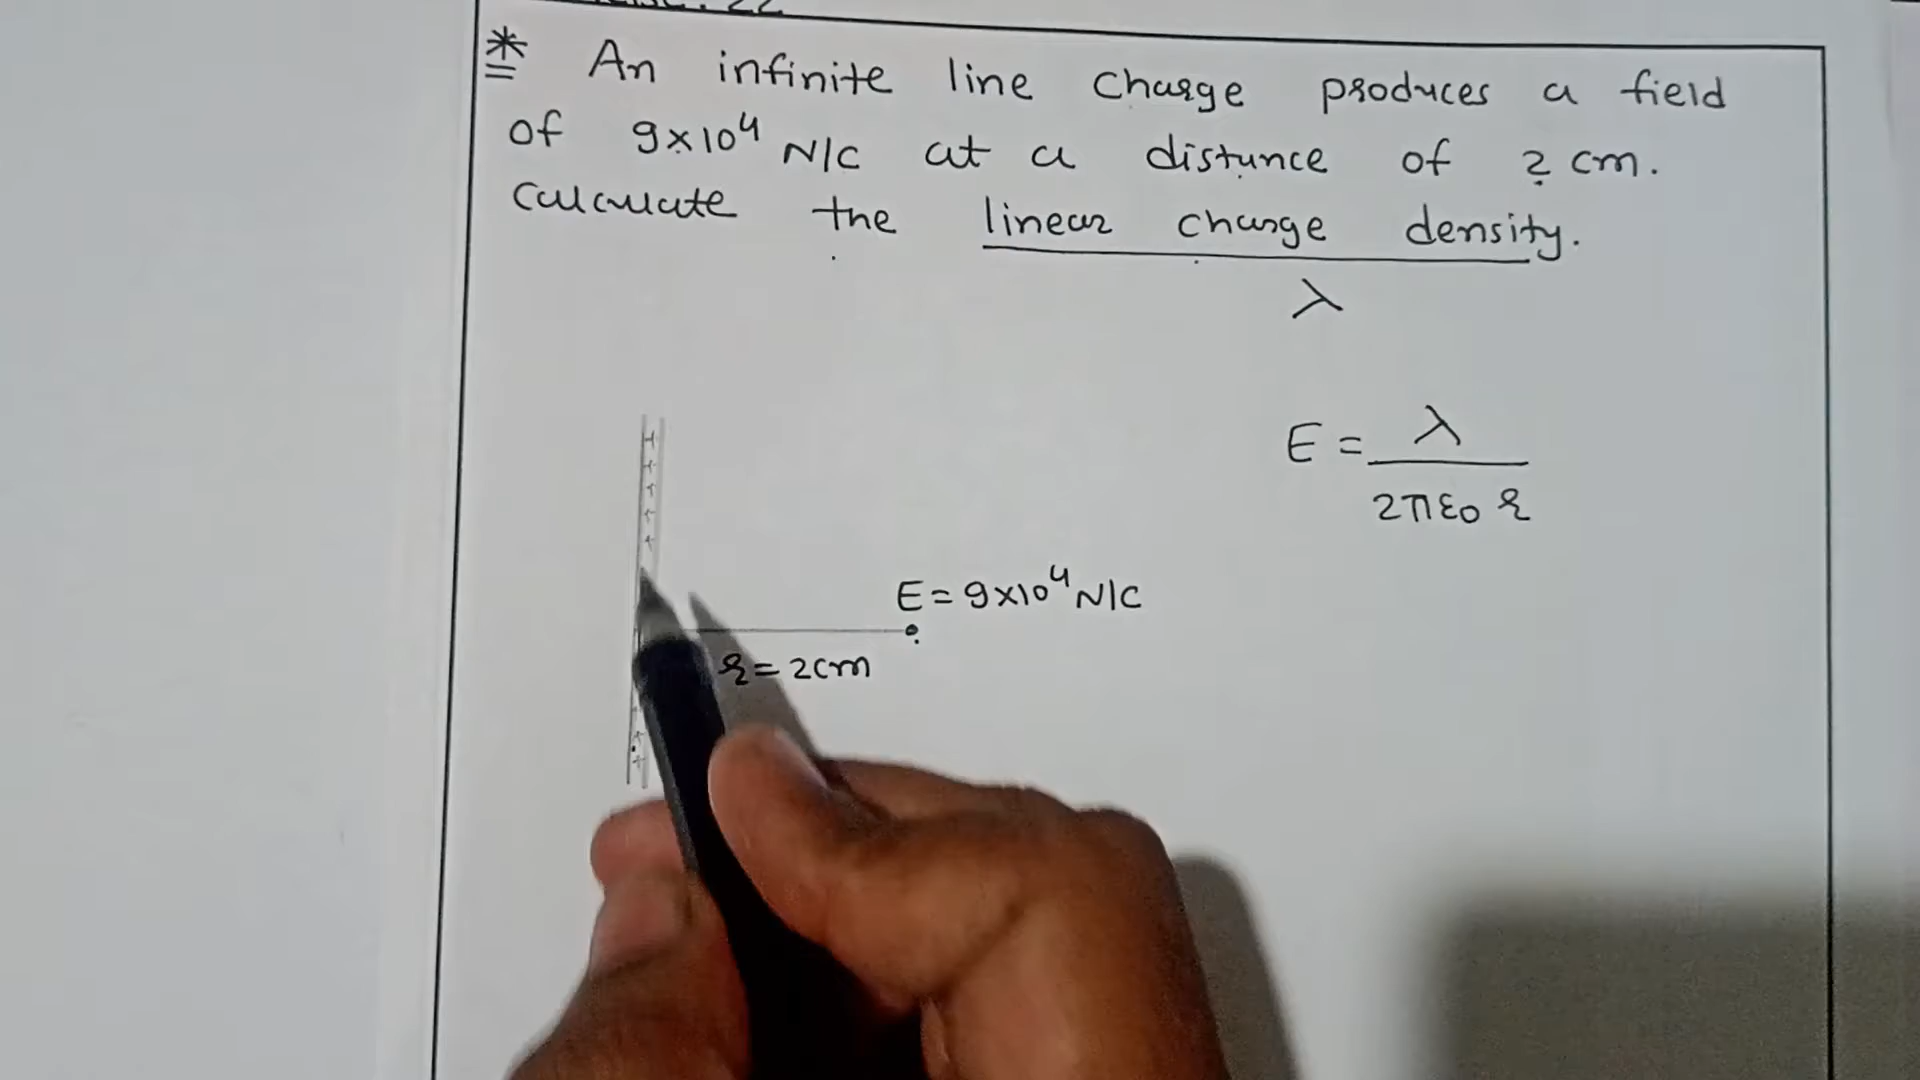 * An infinite line charge produces a field
of 9×10⁴ N/C at a distance of 2 cm.
Calculate the linear charge density.
λ
E = λ
2πε₀ r
E = 9×10⁴ N/C
r = 2cm